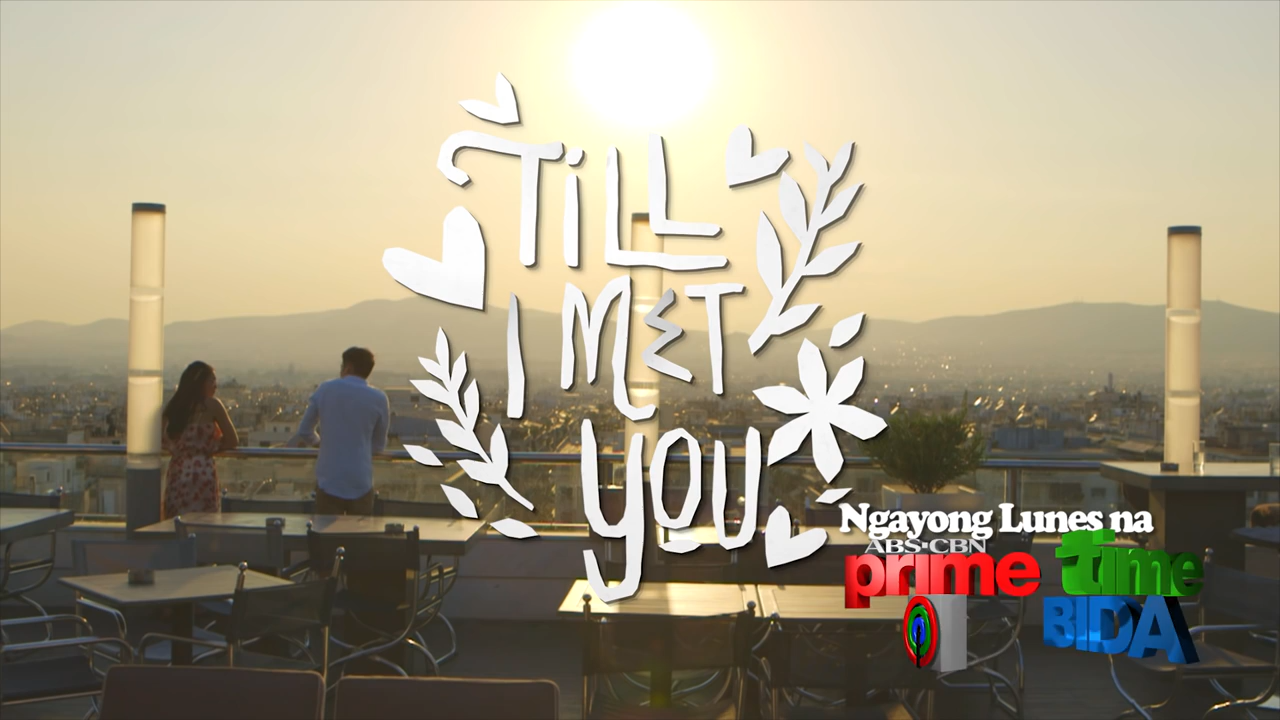 TiLL
I MET
YOU
Ngayong Lunes na
ABS-CBN
prime time
BIDA